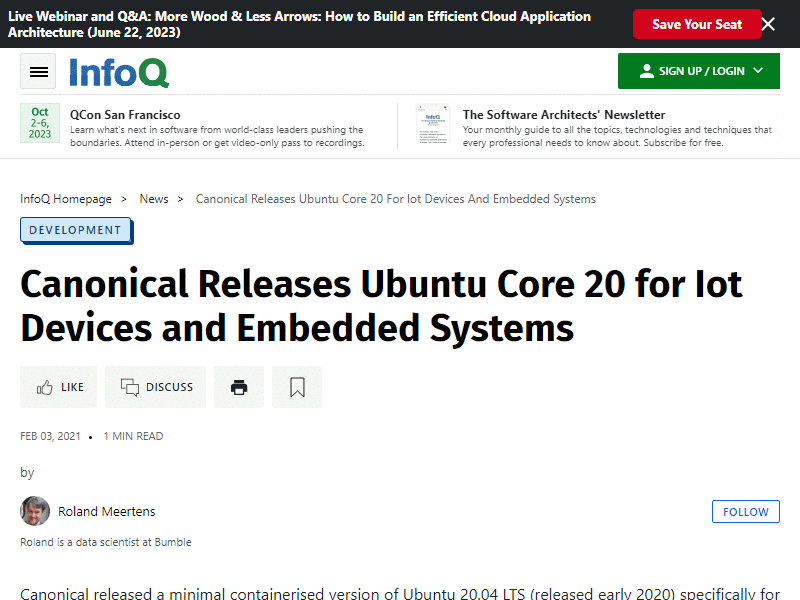 Live Webinar and Q&A: More Wood & Less Arrows: How to Build an Efficient Cloud Application
Architecture (June 22, 2023)
Save Your Seat
InfoQ
SIGN UP / LOGIN
Oct
2-6,
2023
QCon San Francisco
Learn what's next in software from world-class leaders pushing the
boundaries. Attend in-person or get video-only pass to recordings.
The Software Architects' Newsletter
Your monthly guide to all the topics, technologies and techniques that
every professional needs to know about. Subscribe for free.
InfoQ Homepage > News > Canonical Releases Ubuntu Core 20 For Iot Devices And Embedded Systems
DEVELOPMENT
Canonical Releases Ubuntu Core 20 for Iot
Devices and Embedded Systems
LIKE
DISCUSS
FEB 03, 2021 • 1 MIN READ
by
Roland Meertens
FOLLOW
Roland is a data scientist at Bumble
Canonical released a minimal containerised version of Ubuntu 20.04 LTS (released early 2020) specifically for